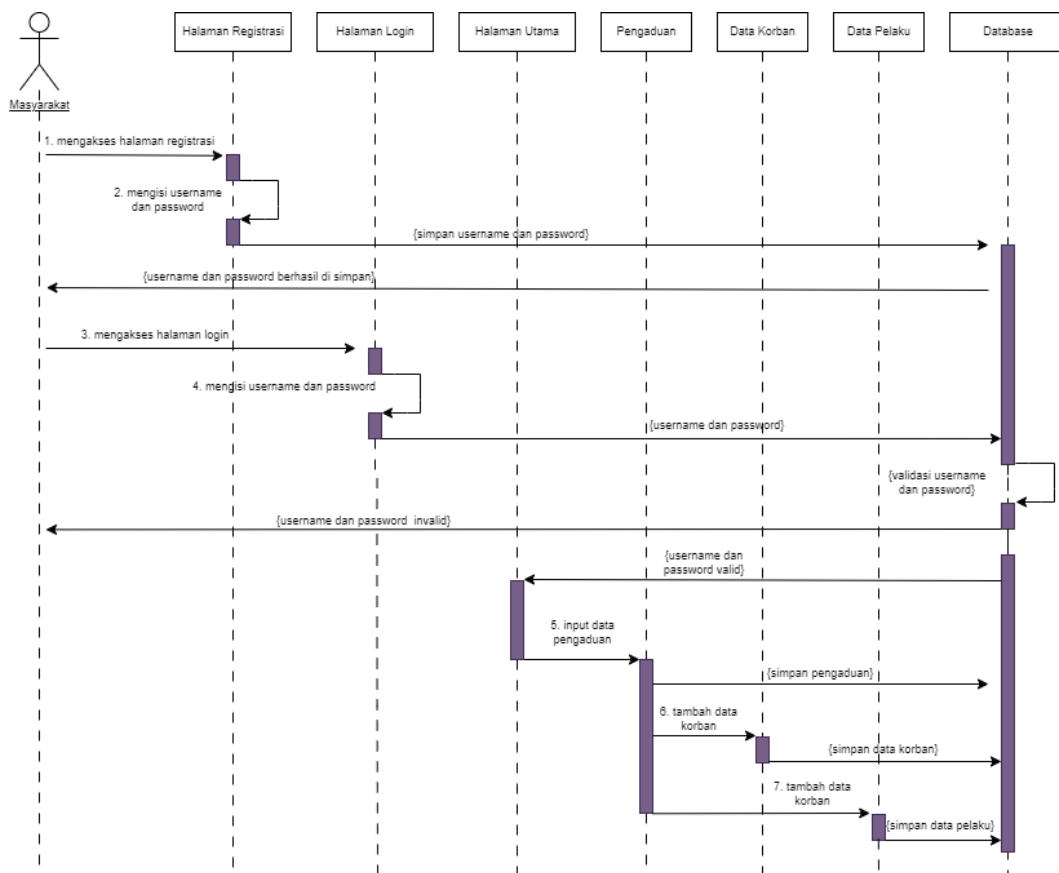 Halaman Registrasi
Halaman Login
Halaman Utama
Pengaduan
Data Korban
Data Pelaku
Database
Masyarakat
1. mengakses halaman registrasi
2. mengisi username
dan password
{simpan username dan password}
{username dan password berhasil di simpan}
3. mengakses halaman login
4. mengisi username dan password
{username dan password}
{validasi username
dan password}
{username dan password invalid}
{username dan
password valid}
5. input data
pengaduan
{simpan pengaduan}
6. tambah data
korban
{simpan data korban}
7. tambah data
korban
{simpan data pelaku}